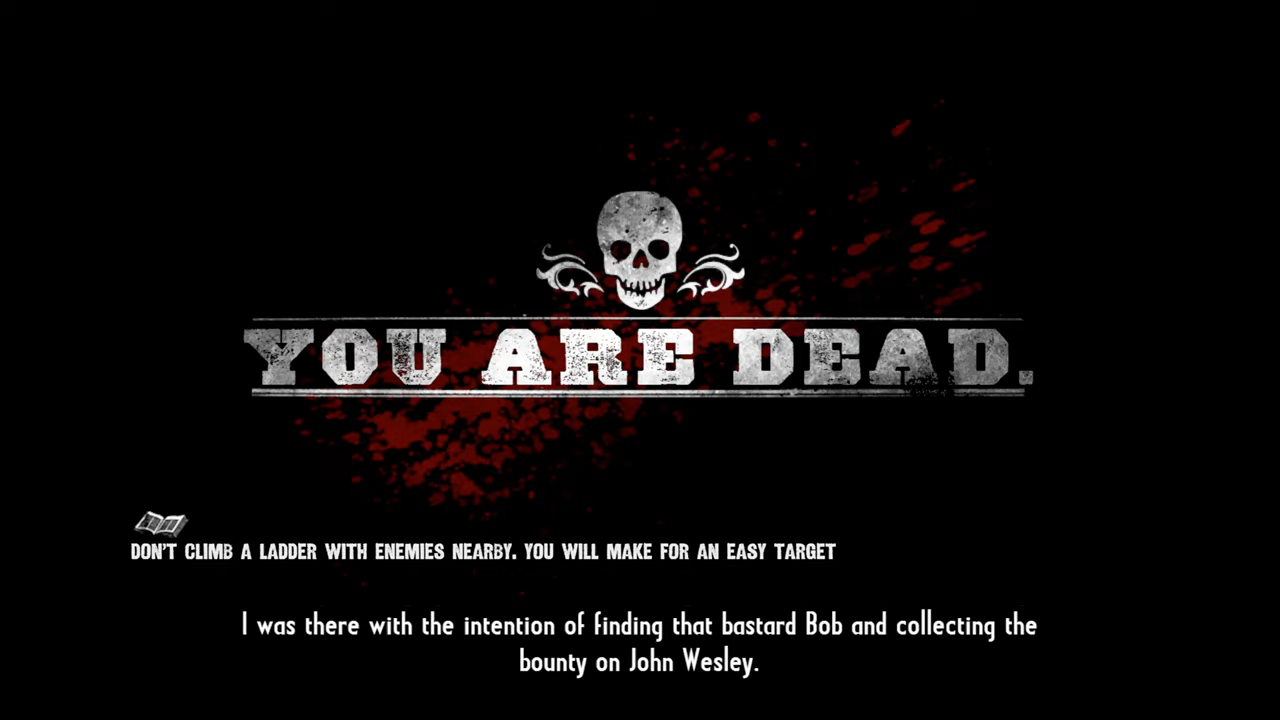 YOU ARE DEAD.
DON'T CLIMB A LADDER WITH ENEMIES NEARBY. YOU WILL MAKE FOR AN EASY TARGET
I was there with the intention of finding that bastard Bob and collecting the
bounty on John Wesley.